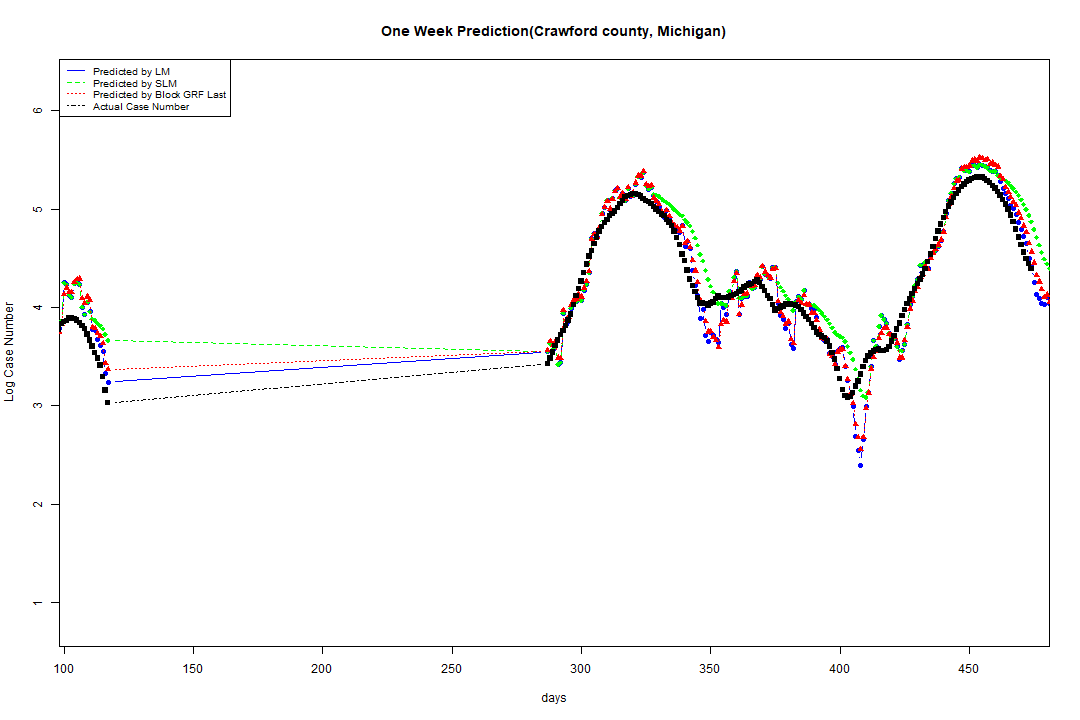 One Week Prediction(Crawford county, Michigan)
Predicted by LM
Predicted by SLM
Predicted by Block GRF Last
Actual Case Number
Log Case Number
6
5
4
3
2
1
100 150 200 250 300 350 400 450
days